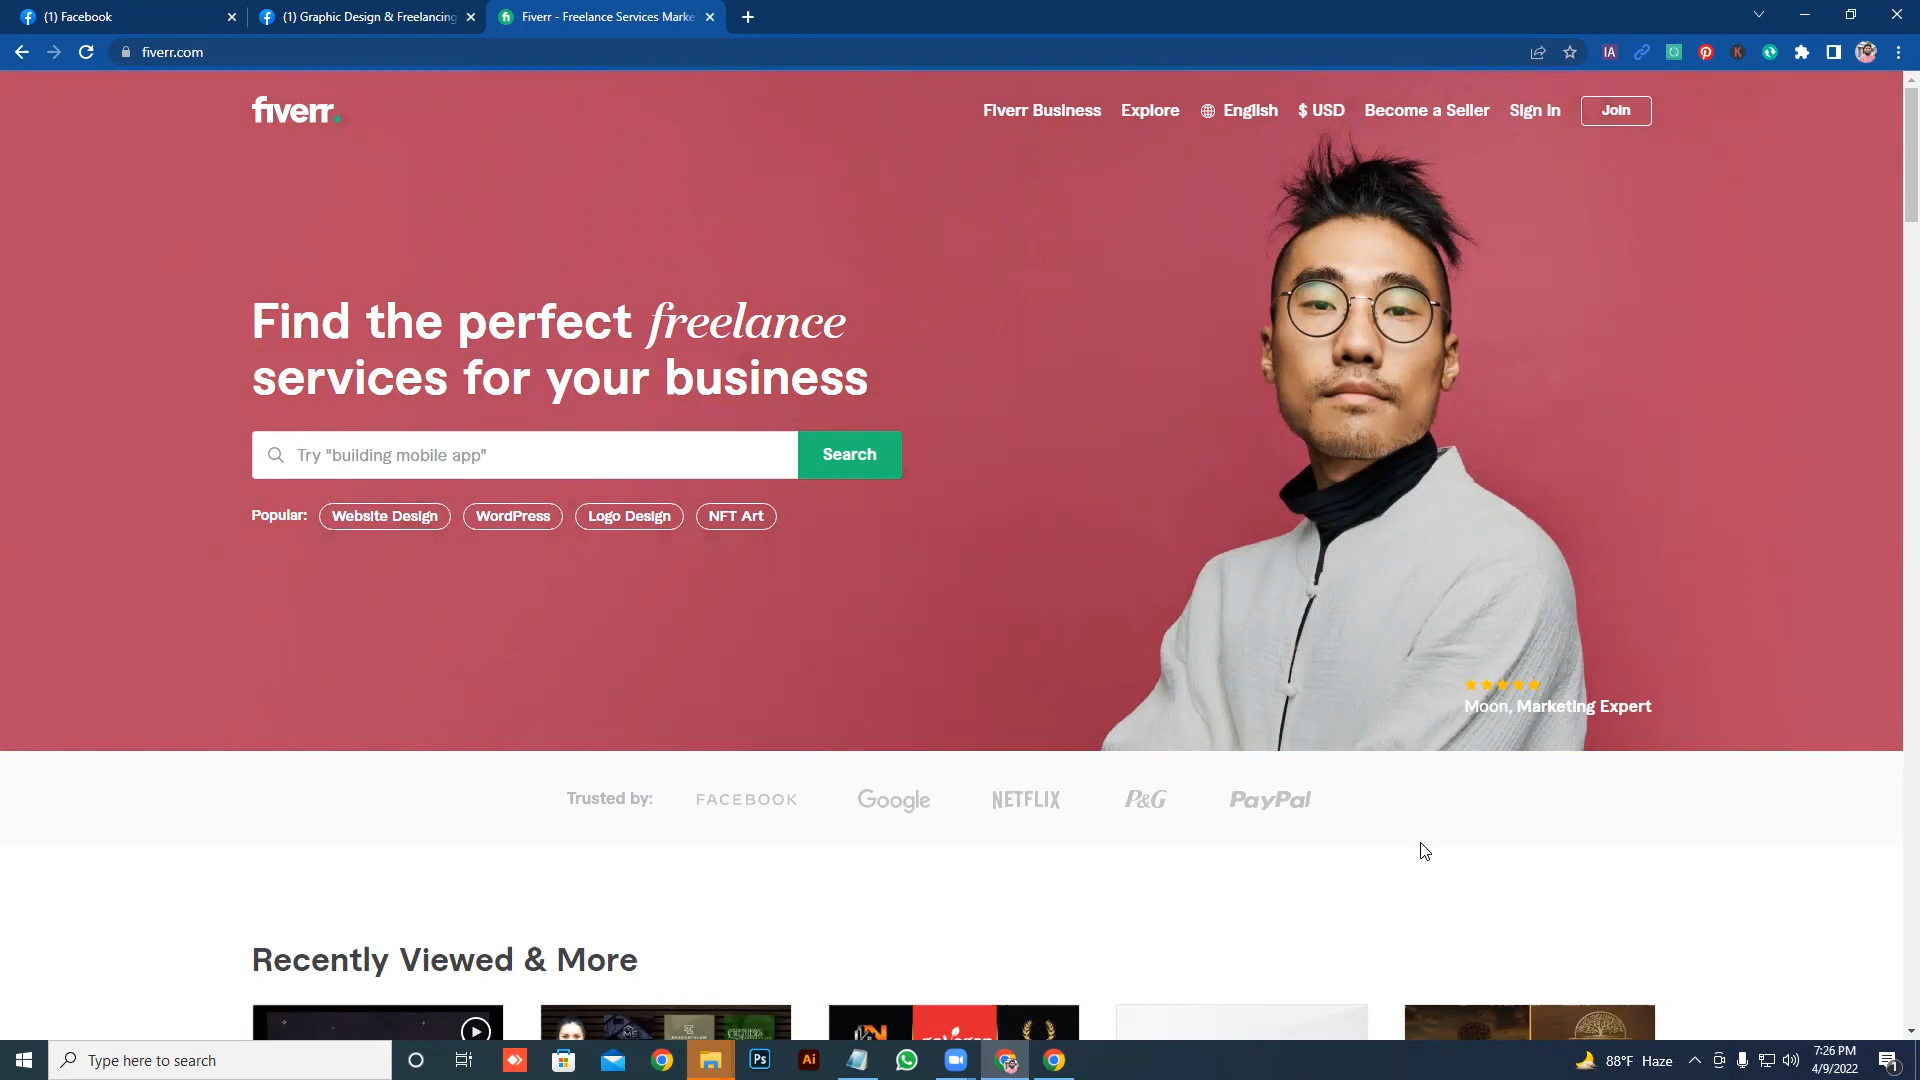 (1) Facebook
(1) Graphic Design & Freelancing
Fiverr - Freelance Services Marke
fiverr.com
fiverr.
Fiverr Business Explore English $ USD Become a Seller Sign in Join
Find the perfect freelance
services for your business
Try "building mobile app" Search
Popular: Website Design WordPress Logo Design NFT Art
Moon, Marketing Expert
Trusted by: FACEBOOK Google NETFLIX P&G PayPal
Recently Viewed & More
Type here to search
Ps
Ai
88°F Haze
7:26 PM
4/9/2022
1